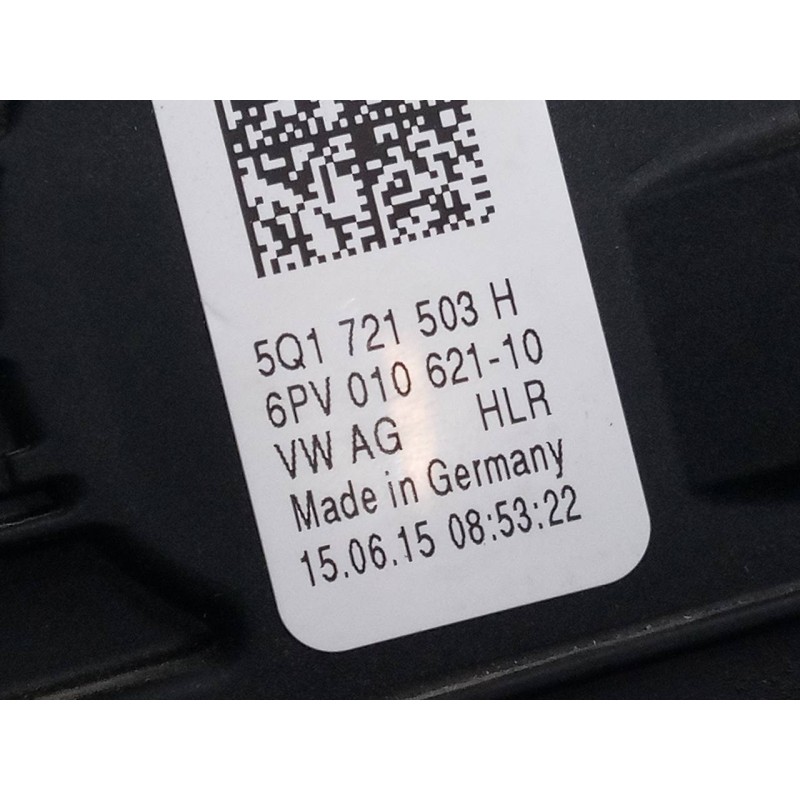 5Q1 721 503 H
6PV 010 621-10
VW AG HLR
Made in Germany
15.06.15 08:53:22